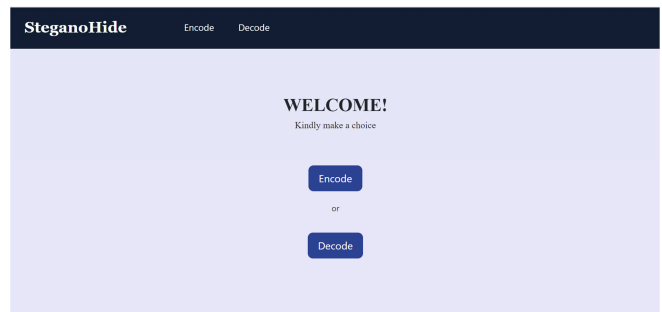 SteganoHide Encode Decode
WELCOME!
Kindly make a choice
Encode
or
Decode